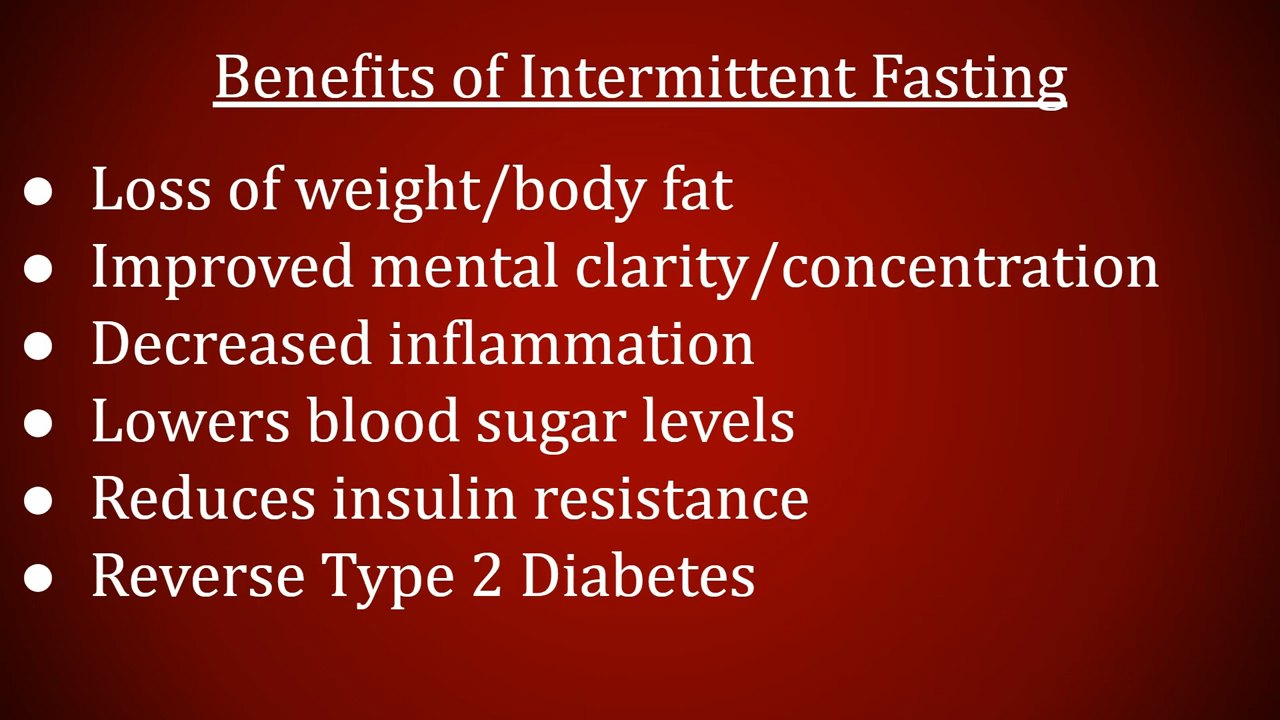 Benefits of Intermittent Fasting
● Loss of weight/body fat
● Improved mental clarity/concentration
● Decreased inflammation
● Lowers blood sugar levels
● Reduces insulin resistance
● Reverse Type 2 Diabetes